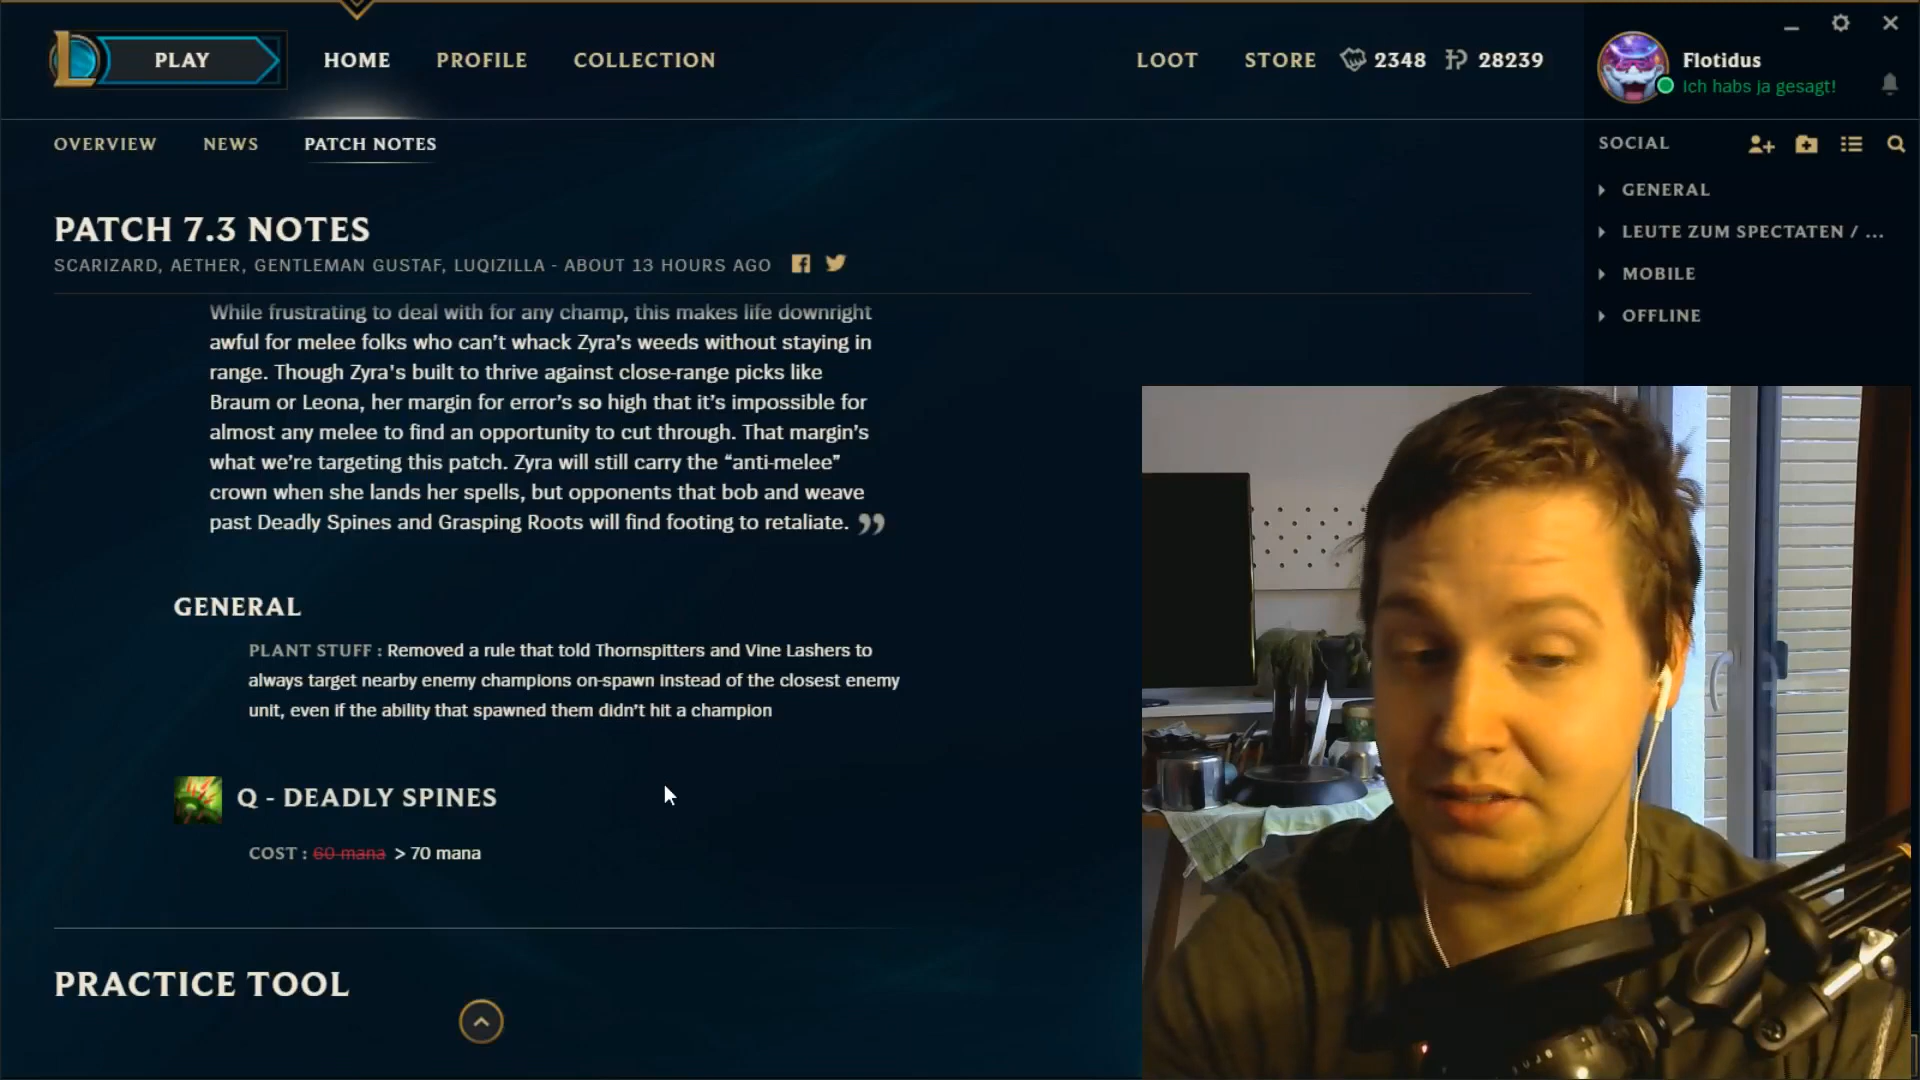 PLAY
HOME
PROFILE
COLLECTION
LOOT
STORE
2348
28239
Flotidus
Ich habs ja gesagt!
OVERVIEW
NEWS
PATCH NOTES
SOCIAL
GENERAL
LEUTE ZUM SPECTATEN / ...
MOBILE
OFFLINE
PATCH 7.3 NOTES
SCARIZARD, AETHER, GENTLEMAN GUSTAF, LUQIZILLA - ABOUT 13 HOURS AGO
While frustrating to deal with for any champ, this makes life downright
awful for melee folks who can’t whack Zyra’s weeds without staying in
range. Though Zyra’s built to thrive against close-range picks like
Braum or Leona, her margin for error’s so high that it’s impossible for
almost any melee to find an opportunity to cut through. That margin’s
what we’re targeting this patch. Zyra will still carry the “anti-melee”
crown when she lands her spells, but opponents that bob and weave
past Deadly Spines and Grasping Roots will find footing to retaliate. ”
GENERAL
PLANT STUFF : Removed a rule that told Thornspitters and Vine Lashers to
always target nearby enemy champions on-spawn instead of the closest enemy
unit, even if the ability that spawned them didn’t hit a champion
Q - DEADLY SPINES
COST : 60 mana > 70 mana
PRACTICE TOOL